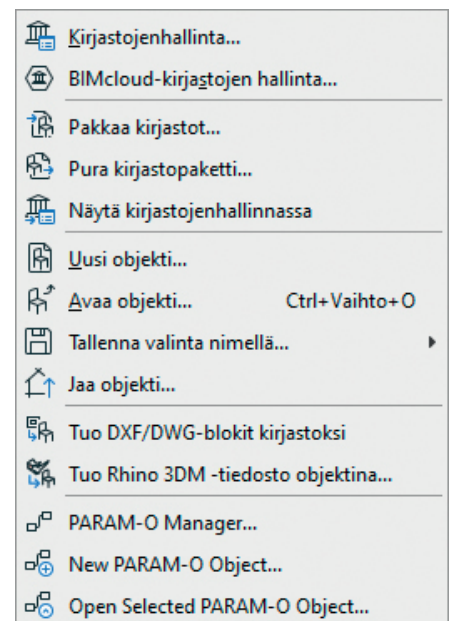 Kirjastojenhallinta...
BIMcloud-kirjastojen hallinta...
Pakkaa kirjastot...
Pura kirjastopaketti...
Näytä kirjastojenhallinnassa
Uusi objekti...
Avaa objekti... Ctrl+Vaihto+O
Tallenna valinta nimellä...
Jaa objekti...
Tuo DXF/DWG-blokit kirjastoksi
Tuo Rhino 3DM -tiedosto objektina...
PARAM-O Manager...
New PARAM-O Object...
Open Selected PARAM-O Object...